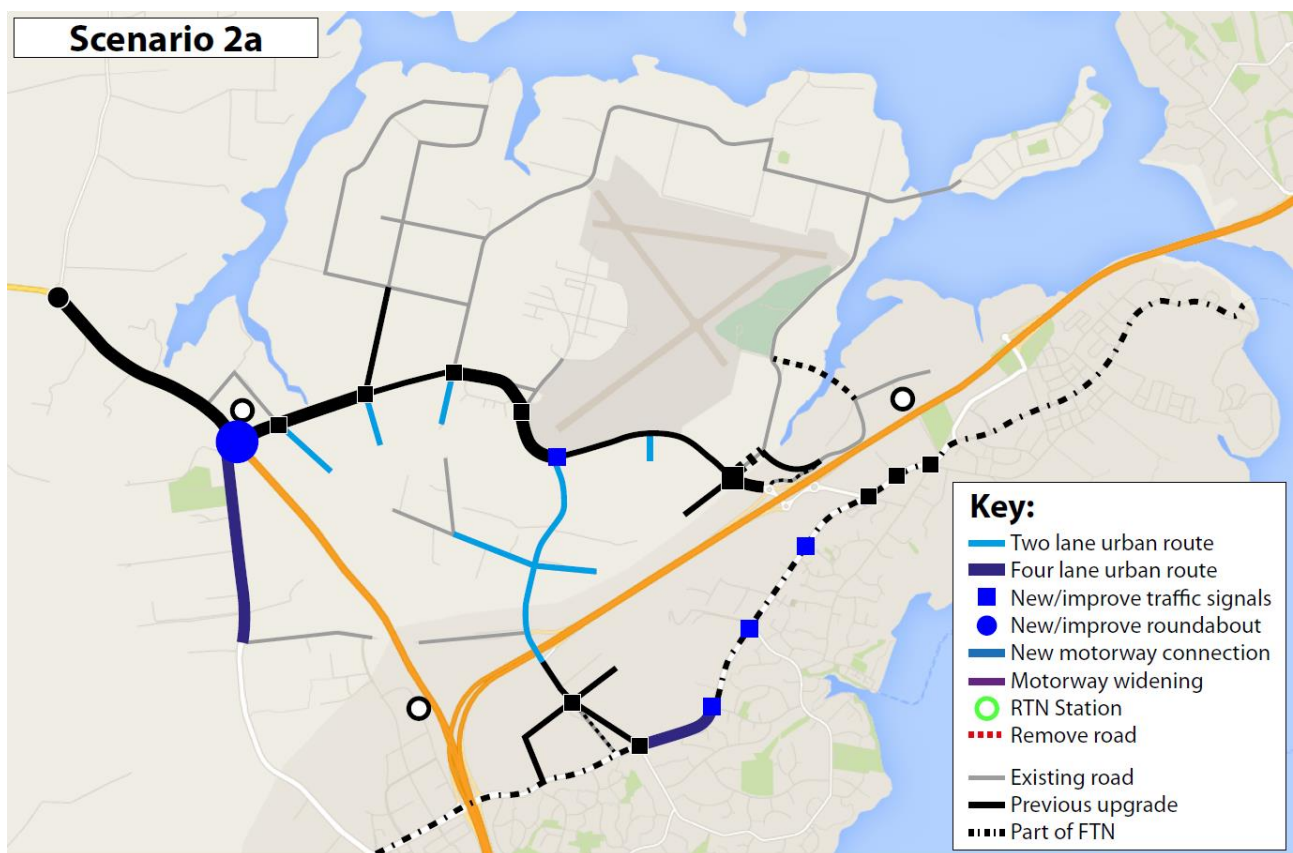 Scenario 2a
Key:
Two lane urban route
Four lane urban route
New/improve traffic signals
New/improve roundabout
New motorway connection
Motorway widening
RTN Station
Remove road
Existing road
Previous upgrade
Part of FTN